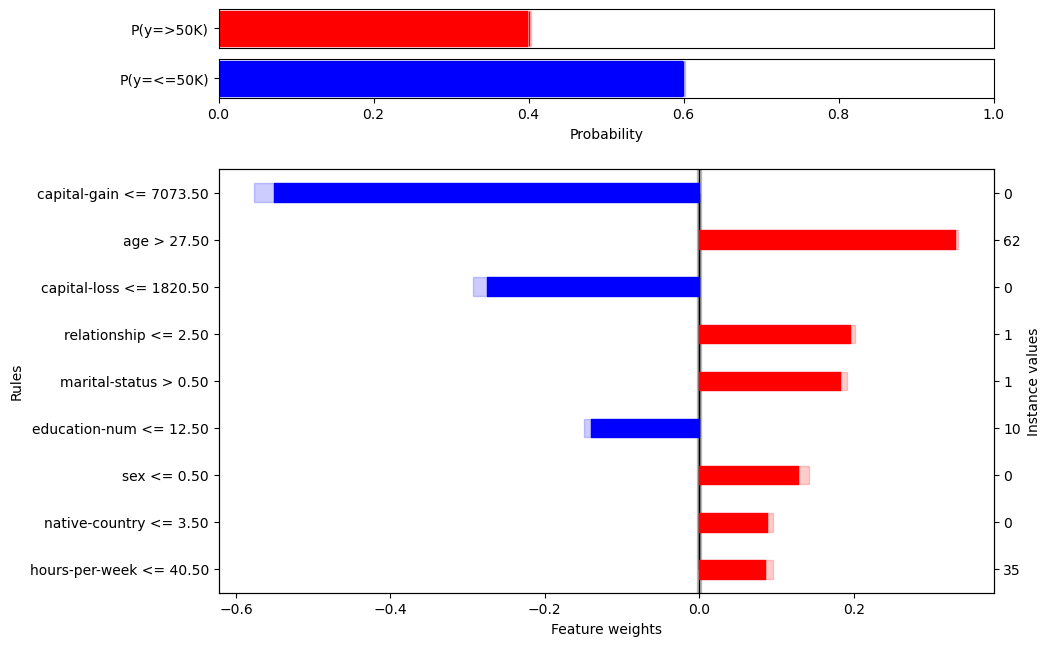 P(y=>50K)
P(y=<=50K)
0.0 0.2 0.4 0.6 0.8 1.0
Probability
capital-gain <= 7073.50 0
age > 27.50 62
capital-loss <= 1820.50 0
relationship <= 2.50 1
marital-status > 0.50 1
education-num <= 12.50 10
sex <= 0.50 0
native-country <= 3.50 0
hours-per-week <= 40.50 35
Rules
Instance values
−0.6 −0.4 −0.2 0.0 0.2
Feature weights